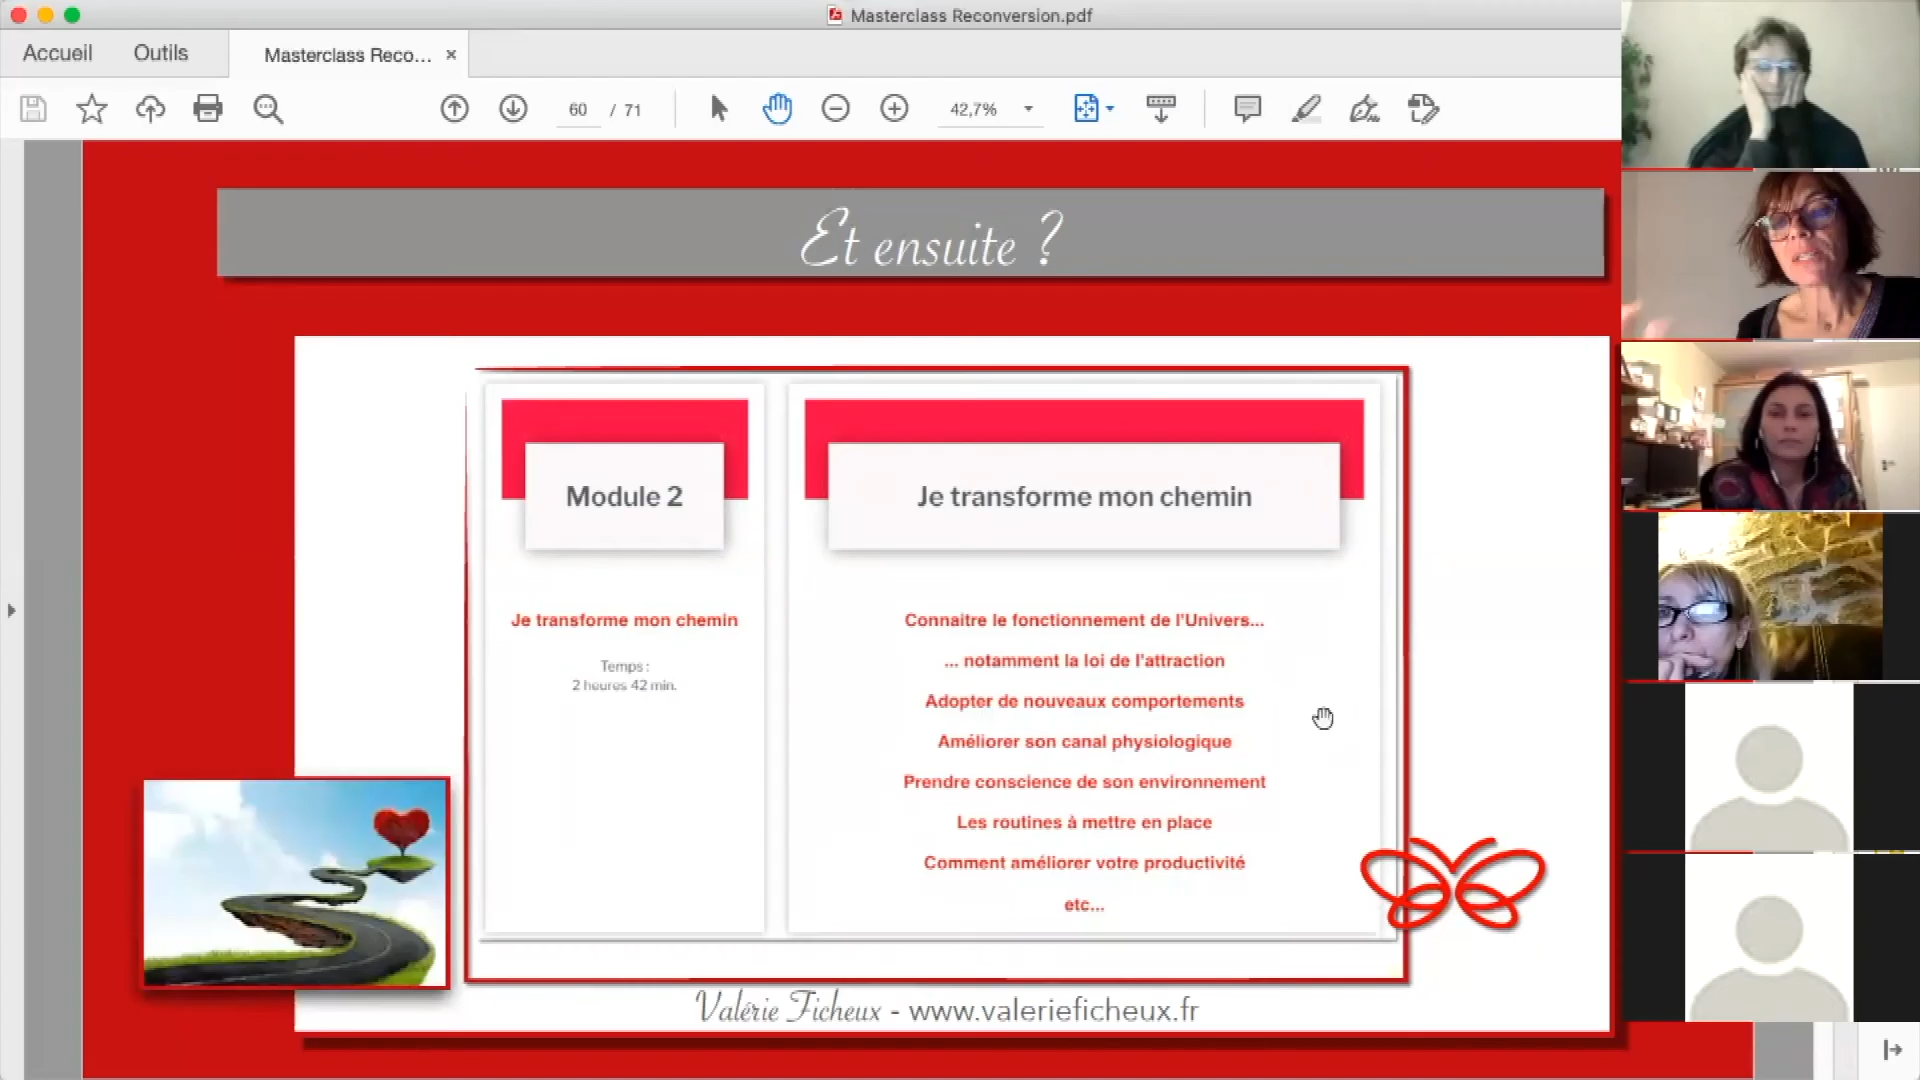 Masterclass Reconversion.pdf
Accueil
Outils
Masterclass Reco...
60 / 71
42,7%
Et ensuite ?
Module 2
Je transforme mon chemin
Temps :
2 heures 42 min.
Je transforme mon chemin
Connaitre le fonctionnement de l'Univers...
... notamment la loi de l'attraction
Adopter de nouveaux comportements
Améliorer son canal physiologique
Prendre conscience de son environnement
Les routines à mettre en place
Comment améliorer votre productivité
etc...
Valérie Ficheux - www.valerieficheux.fr